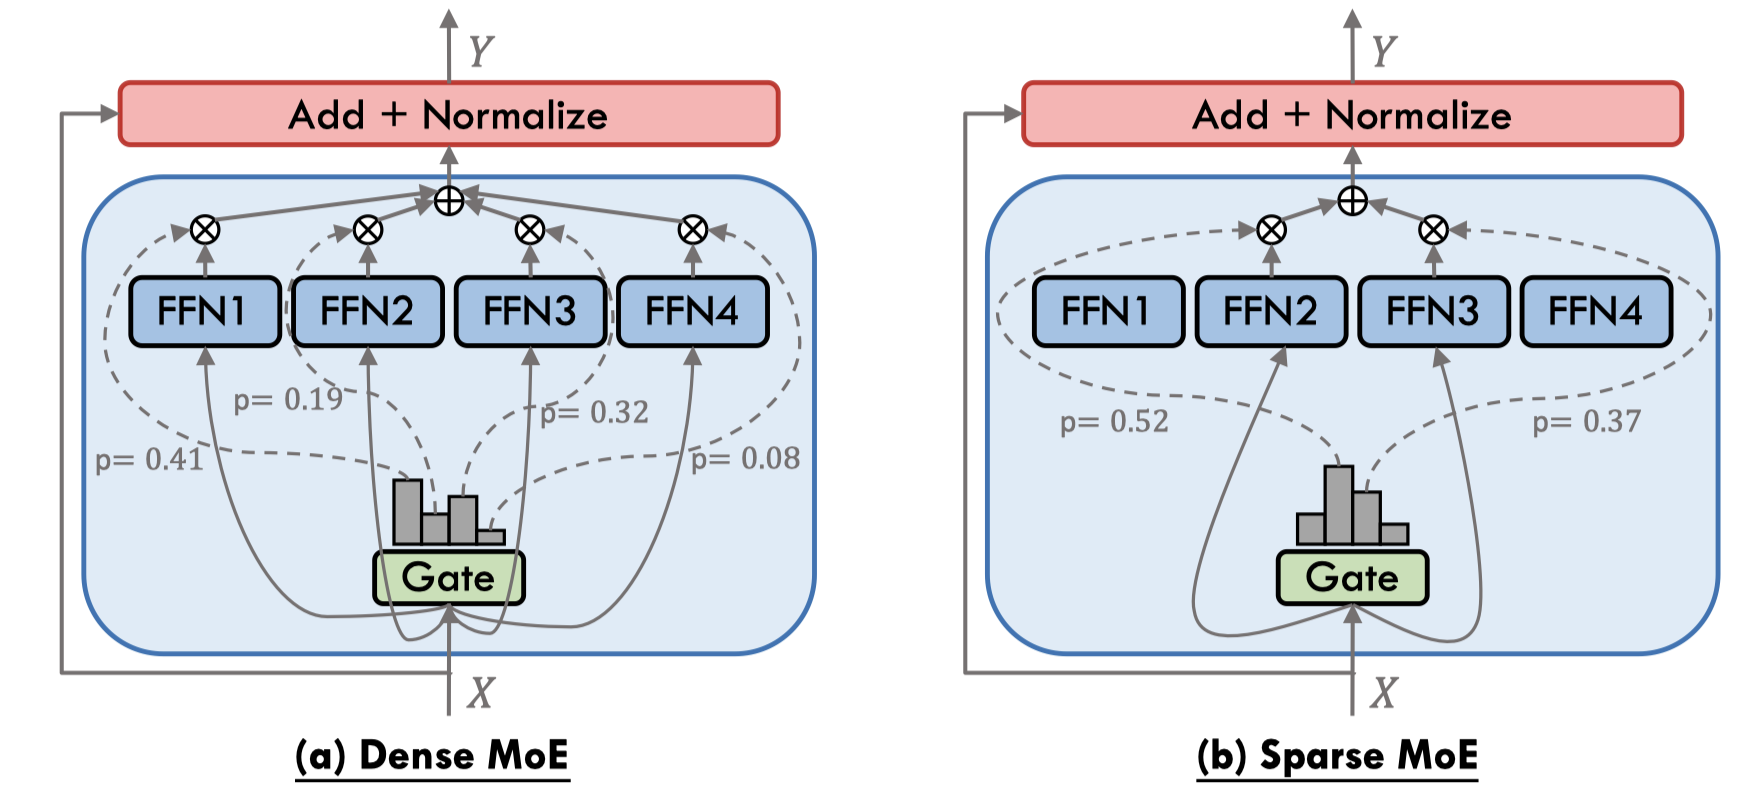 Y
Add + Normalize
FFN1 FFN2 FFN3 FFN4
p= 0.19
p= 0.32
p= 0.41
p= 0.08
Gate
X
(a) Dense MoE
Y
Add + Normalize
FFN1 FFN2 FFN3 FFN4
p= 0.52
p= 0.37
Gate
X
(b) Sparse MoE